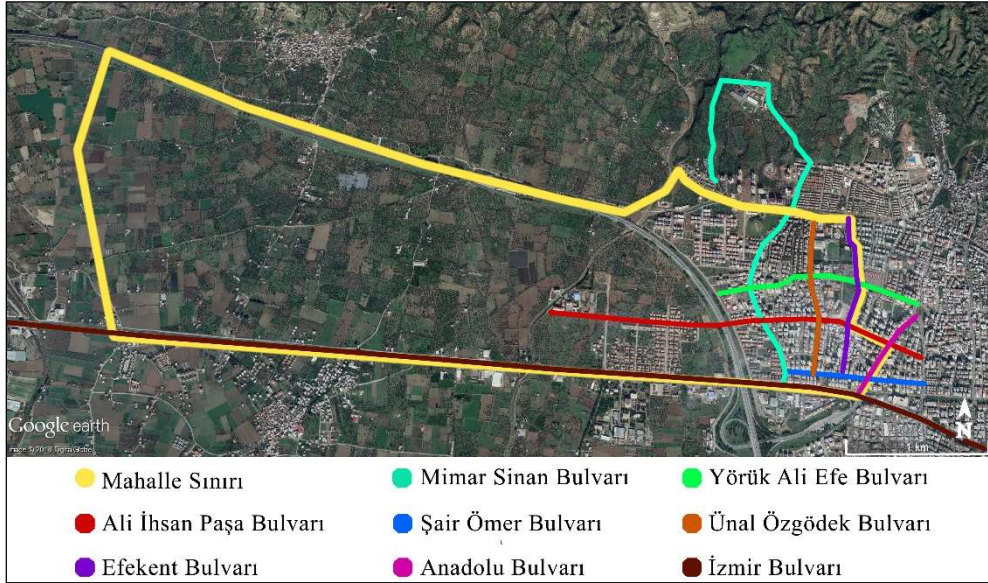 N
1 km
Google earth
Mahalle Sınırı
Mimar Sinan Bulvarı
Yörük Ali Efe Bulvarı
Ali İhsan Paşa Bulvarı
Şair Ömer Bulvarı
Ünal Özgödek Bulvarı
Efekent Bulvarı
Anadolu Bulvarı
İzmir Bulvarı